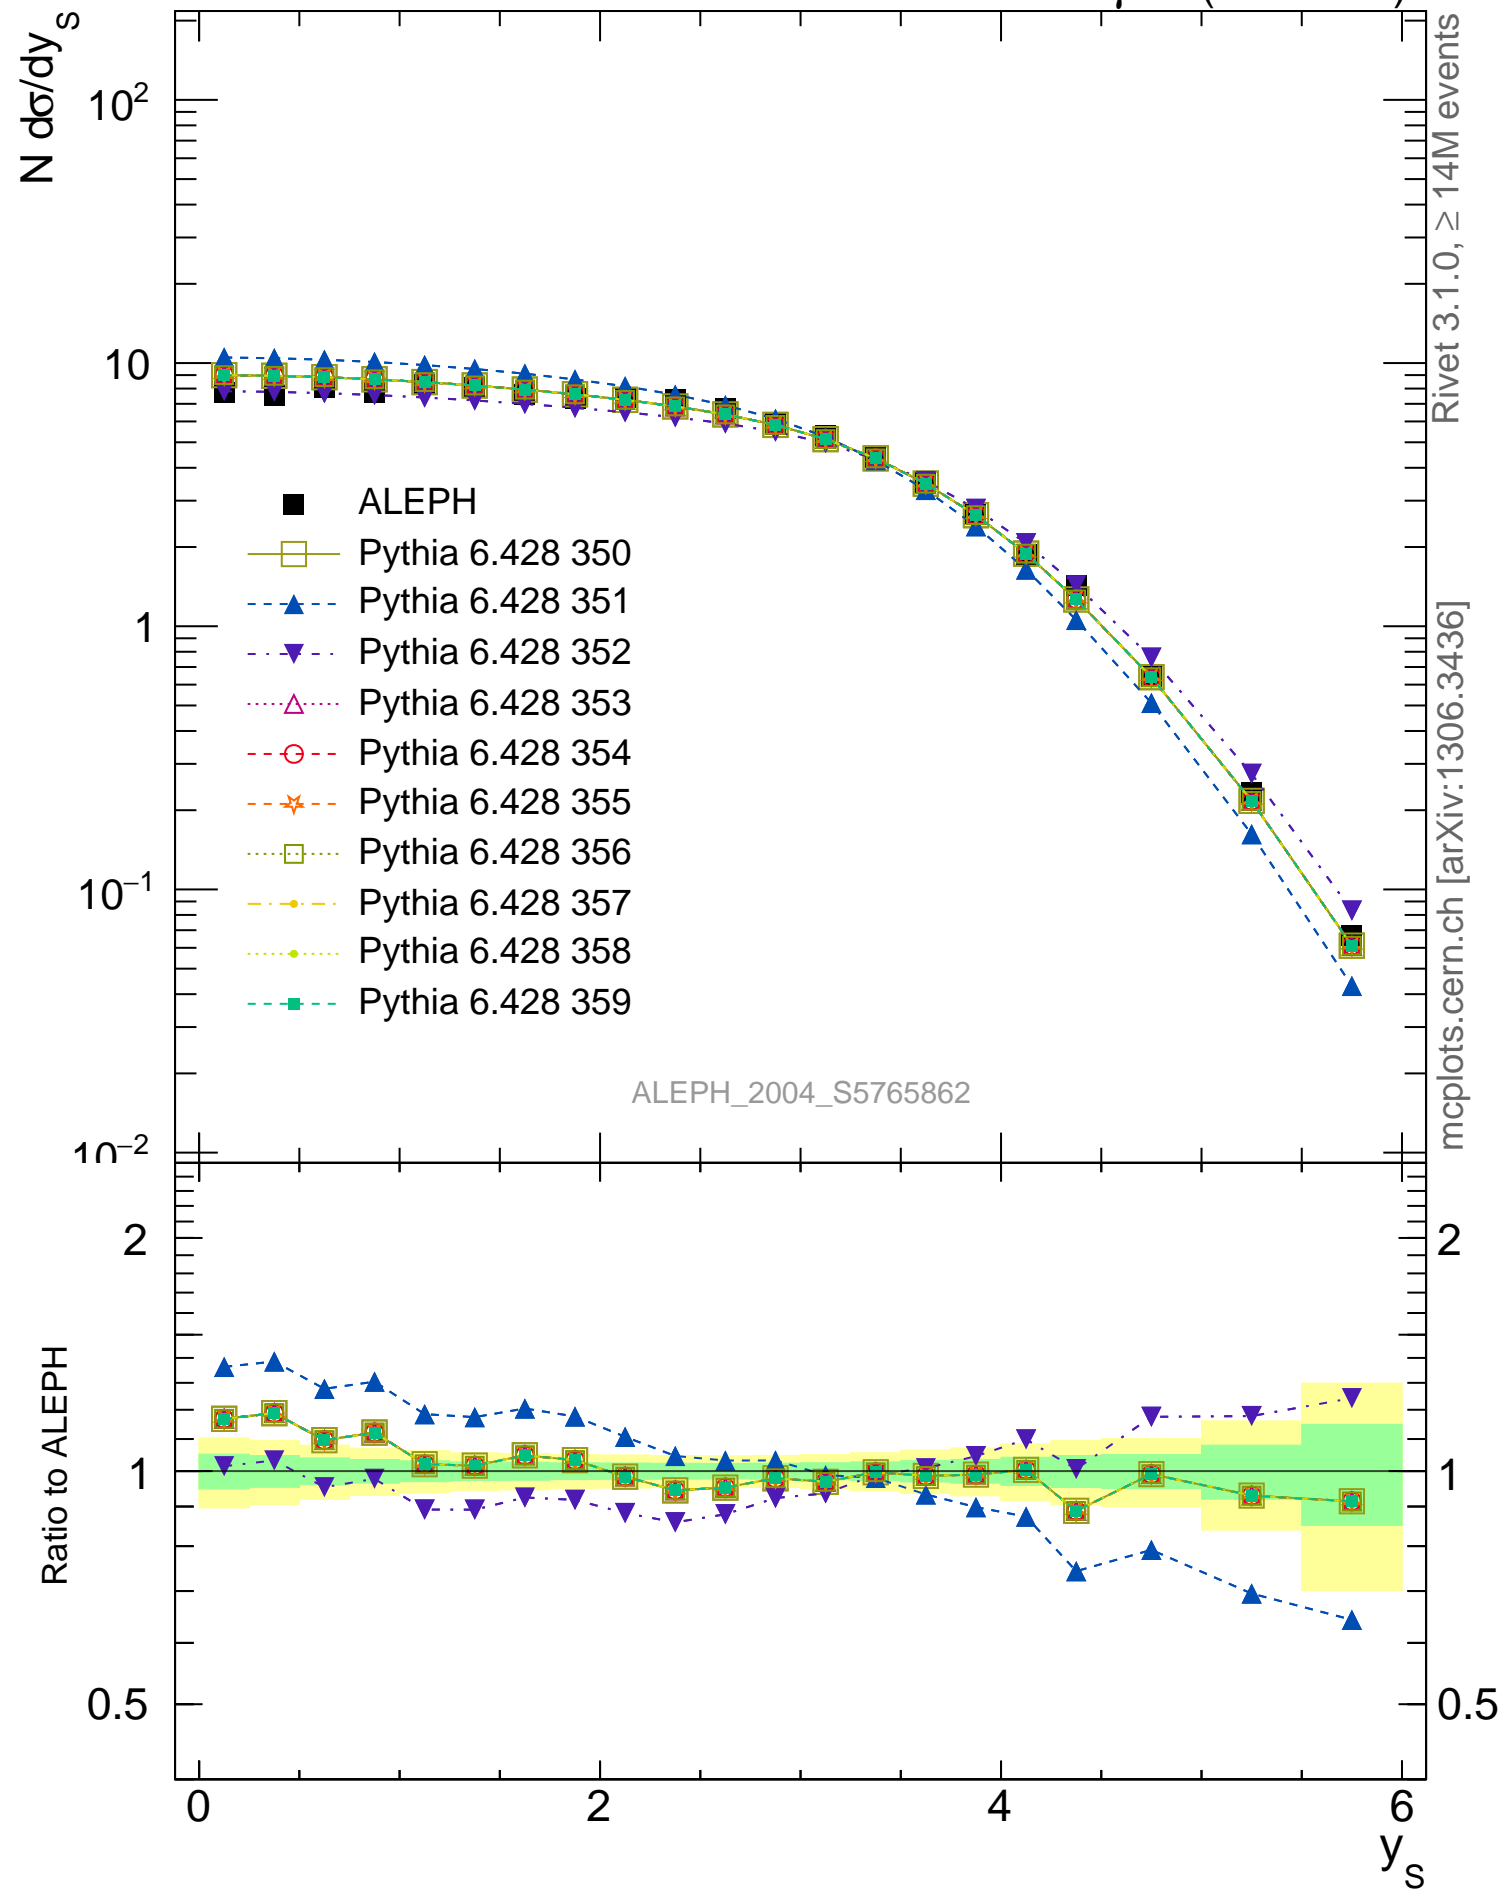 N dσ/dy_S
10²
10
1
10⁻¹
10⁻²
ALEPH
Pythia 6.428 350
Pythia 6.428 351
Pythia 6.428 352
Pythia 6.428 353
Pythia 6.428 354
Pythia 6.428 355
Pythia 6.428 356
Pythia 6.428 357
Pythia 6.428 358
Pythia 6.428 359
ALEPH_2004_S5765862
Rivet 3.1.0, ≥ 14M events
mcplots.cern.ch [arXiv:1306.3436]
Ratio to ALEPH
2
1
0.5
2
1
0.5
0
2
4
6
y_S